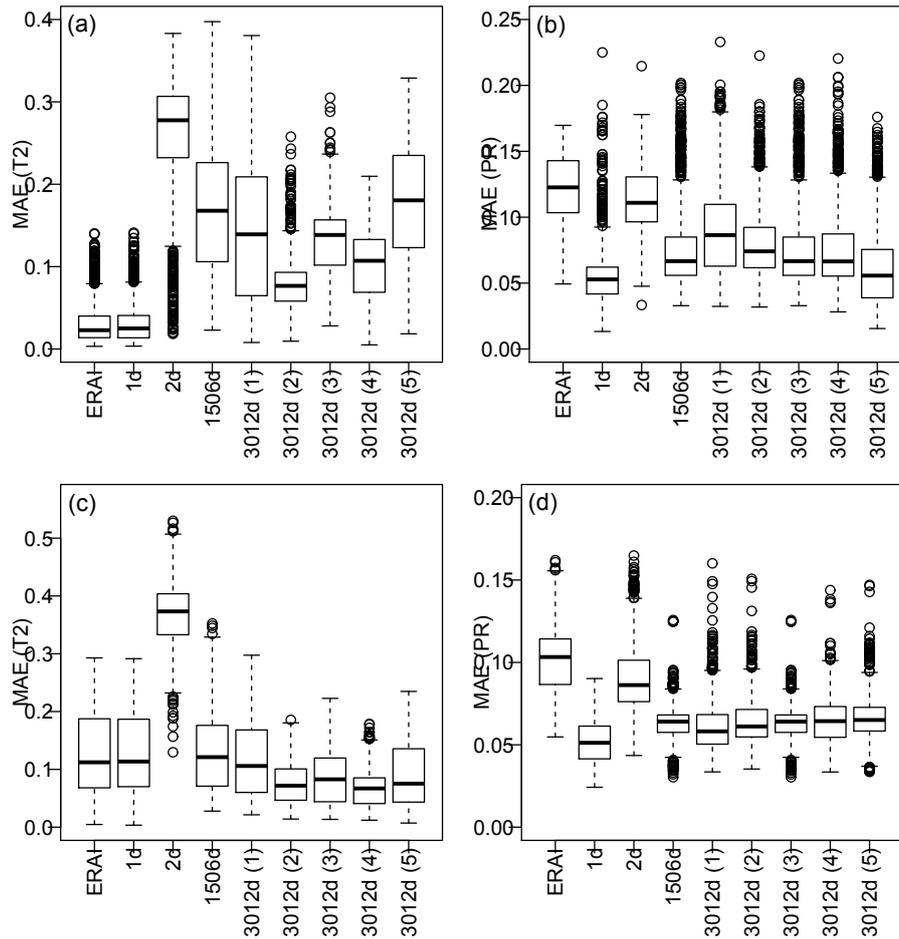 (a)
MAE (T2)
0.4
0.3
0.2
0.1
0.0
ERAI
1d
2d
1506d
3012d (1)
3012d (2)
3012d (3)
3012d (4)
3012d (5)
(b)
MAE (PR)
0.25
0.20
0.15
0.10
0.05
0.00
ERAI
1d
2d
1506d
3012d (1)
3012d (2)
3012d (3)
3012d (4)
3012d (5)
(c)
MAE (T2)
0.5
0.4
0.3
0.2
0.1
0.0
ERAI
1d
2d
1506d
3012d (1)
3012d (2)
3012d (3)
3012d (4)
3012d (5)
(d)
MAE (PR)
0.20
0.15
0.10
0.05
0.00
ERAI
1d
2d
1506d
3012d (1)
3012d (2)
3012d (3)
3012d (4)
3012d (5)